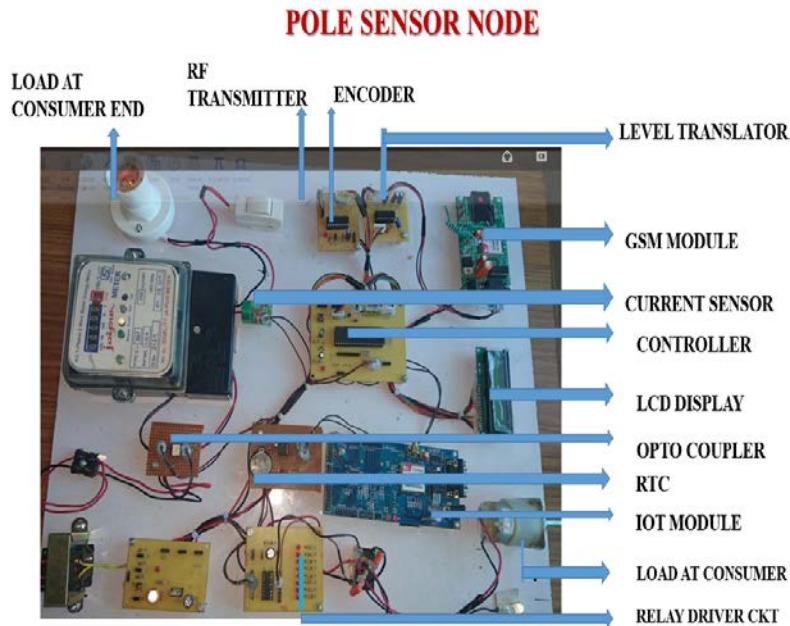 POLE SENSOR NODE
LOAD AT
CONSUMER END
RF
TRANSMITTER
ENCODER
LEVEL TRANSLATOR
GSM MODULE
CURRENT SENSOR
CONTROLLER
LCD DISPLAY
OPTO COUPLER
RTC
IOT MODULE
LOAD AT CONSUMER
RELAY DRIVER CKT
METER